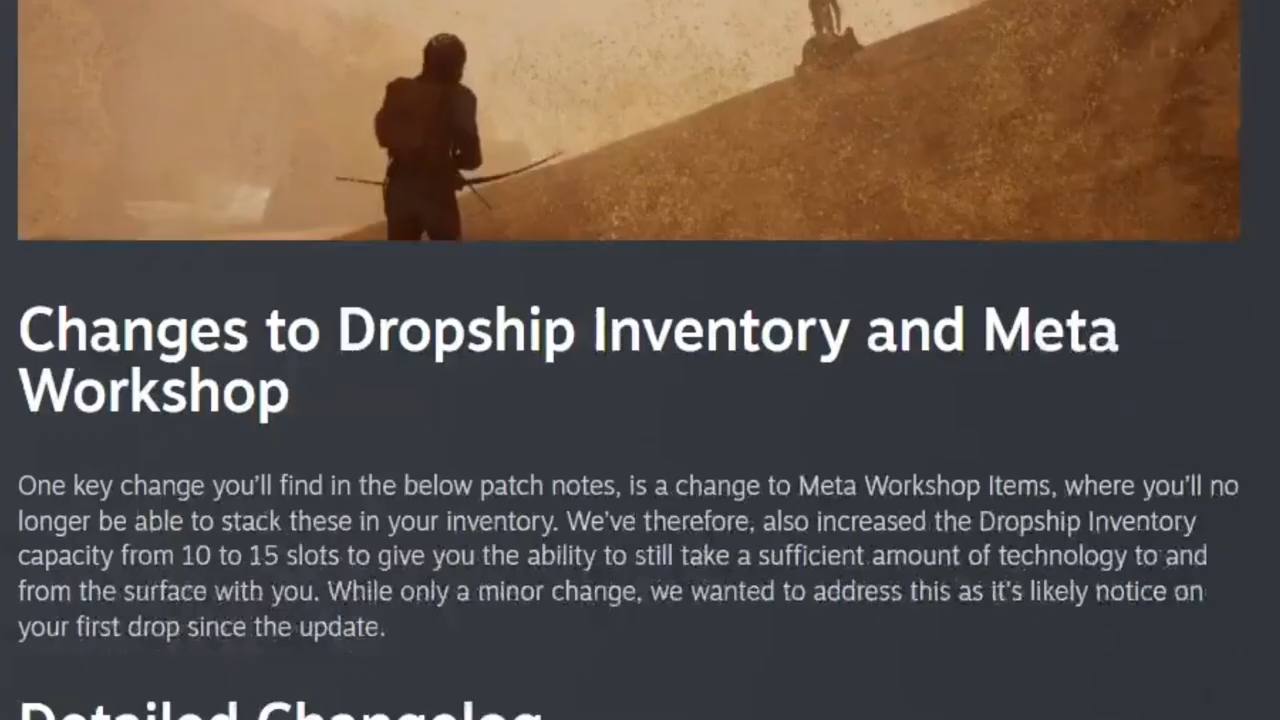 Changes to Dropship Inventory and Meta
Workshop
One key change you'll find in the below patch notes, is a change to Meta Workshop Items, where you'll no
longer be able to stack these in your inventory. We've therefore, also increased the Dropship Inventory
capacity from 10 to 15 slots to give you the ability to still take a sufficient amount of technology to and
from the surface with you. While only a minor change, we wanted to address this as it's likely notice on
your first drop since the update.
Detailed Changelog